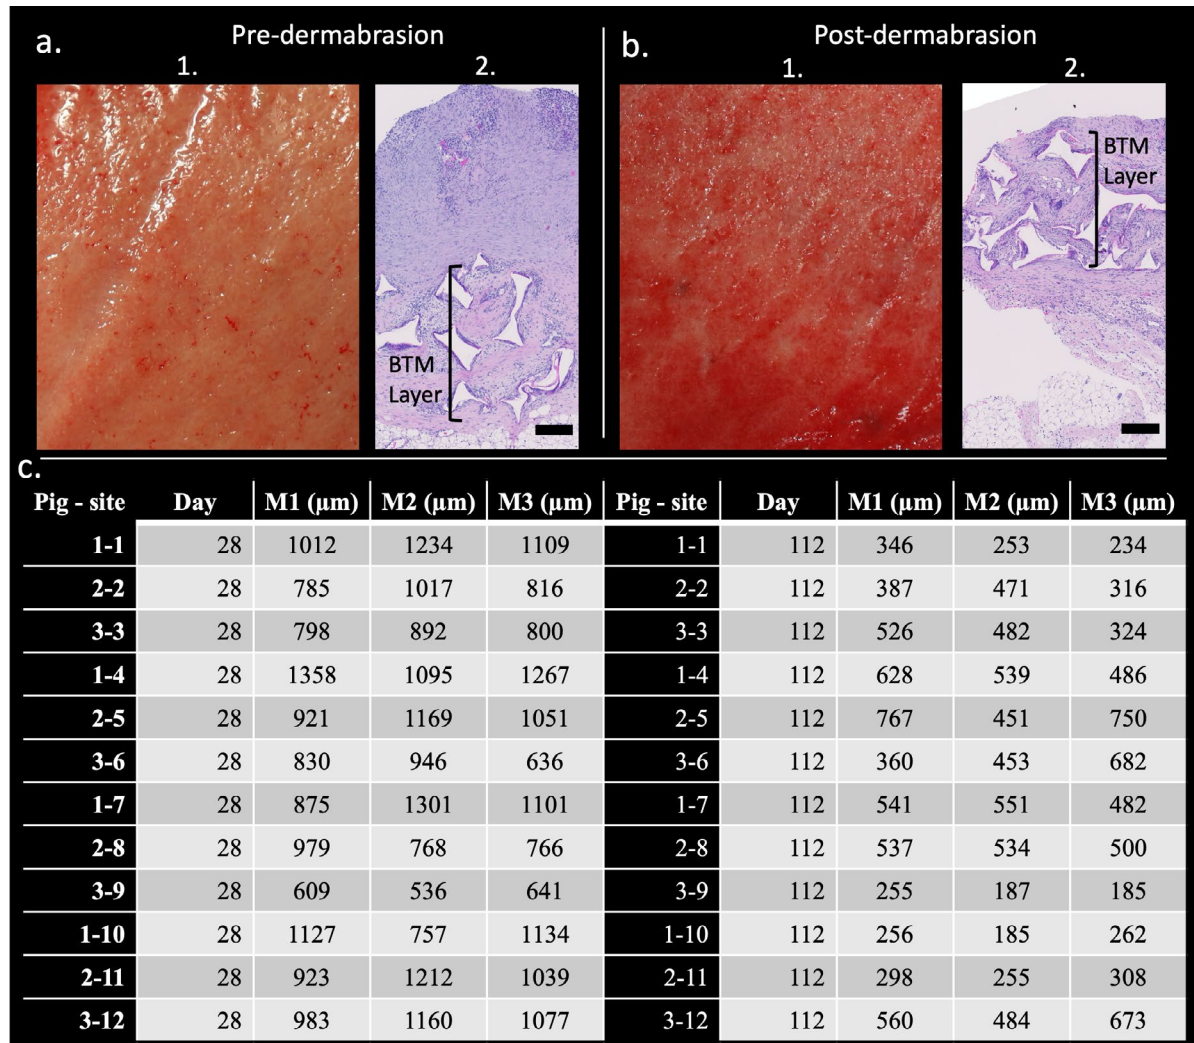 a.
Pre-dermabrasion
1.
2.
BTM
Layer
b.
Post-dermabrasion
1.
2.
BTM
Layer
c.
Pig - site Day M1 (µm) M2 (µm) M3 (µm) Pig - site Day M1 (µm) M2 (µm) M3 (µm)
1-1 28 1012 1234 1109 1-1 112 346 253 234
2-2 28 785 1017 816 2-2 112 387 471 316
3-3 28 798 892 800 3-3 112 526 482 324
1-4 28 1358 1095 1267 1-4 112 628 539 486
2-5 28 921 1169 1051 2-5 112 767 451 750
3-6 28 830 946 636 3-6 112 360 453 682
1-7 28 875 1301 1101 1-7 112 541 551 482
2-8 28 979 768 766 2-8 112 537 534 500
3-9 28 609 536 641 3-9 112 255 187 185
1-10 28 1127 757 1134 1-10 112 256 185 262
2-11 28 923 1212 1039 2-11 112 298 255 308
3-12 28 983 1160 1077 3-12 112 560 484 673